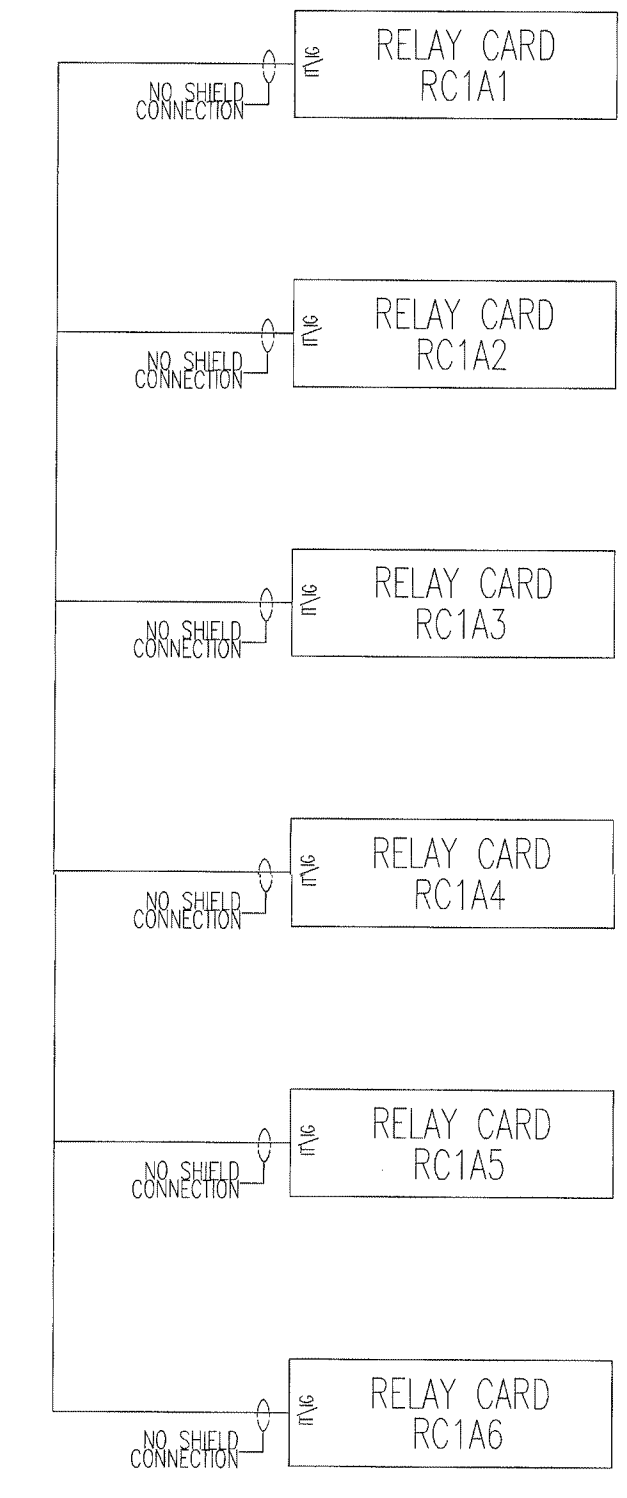 RELAY CARD
RC1A1
NO SHIELD
CONNECTION
RELAY CARD
RC1A2
NO SHIELD
CONNECTION
RELAY CARD
RC1A3
NO SHIELD
CONNECTION
RELAY CARD
RC1A4
NO SHIELD
CONNECTION
RELAY CARD
RC1A5
NO SHIELD
CONNECTION
RELAY CARD
RC1A6
NO SHIELD
CONNECTION